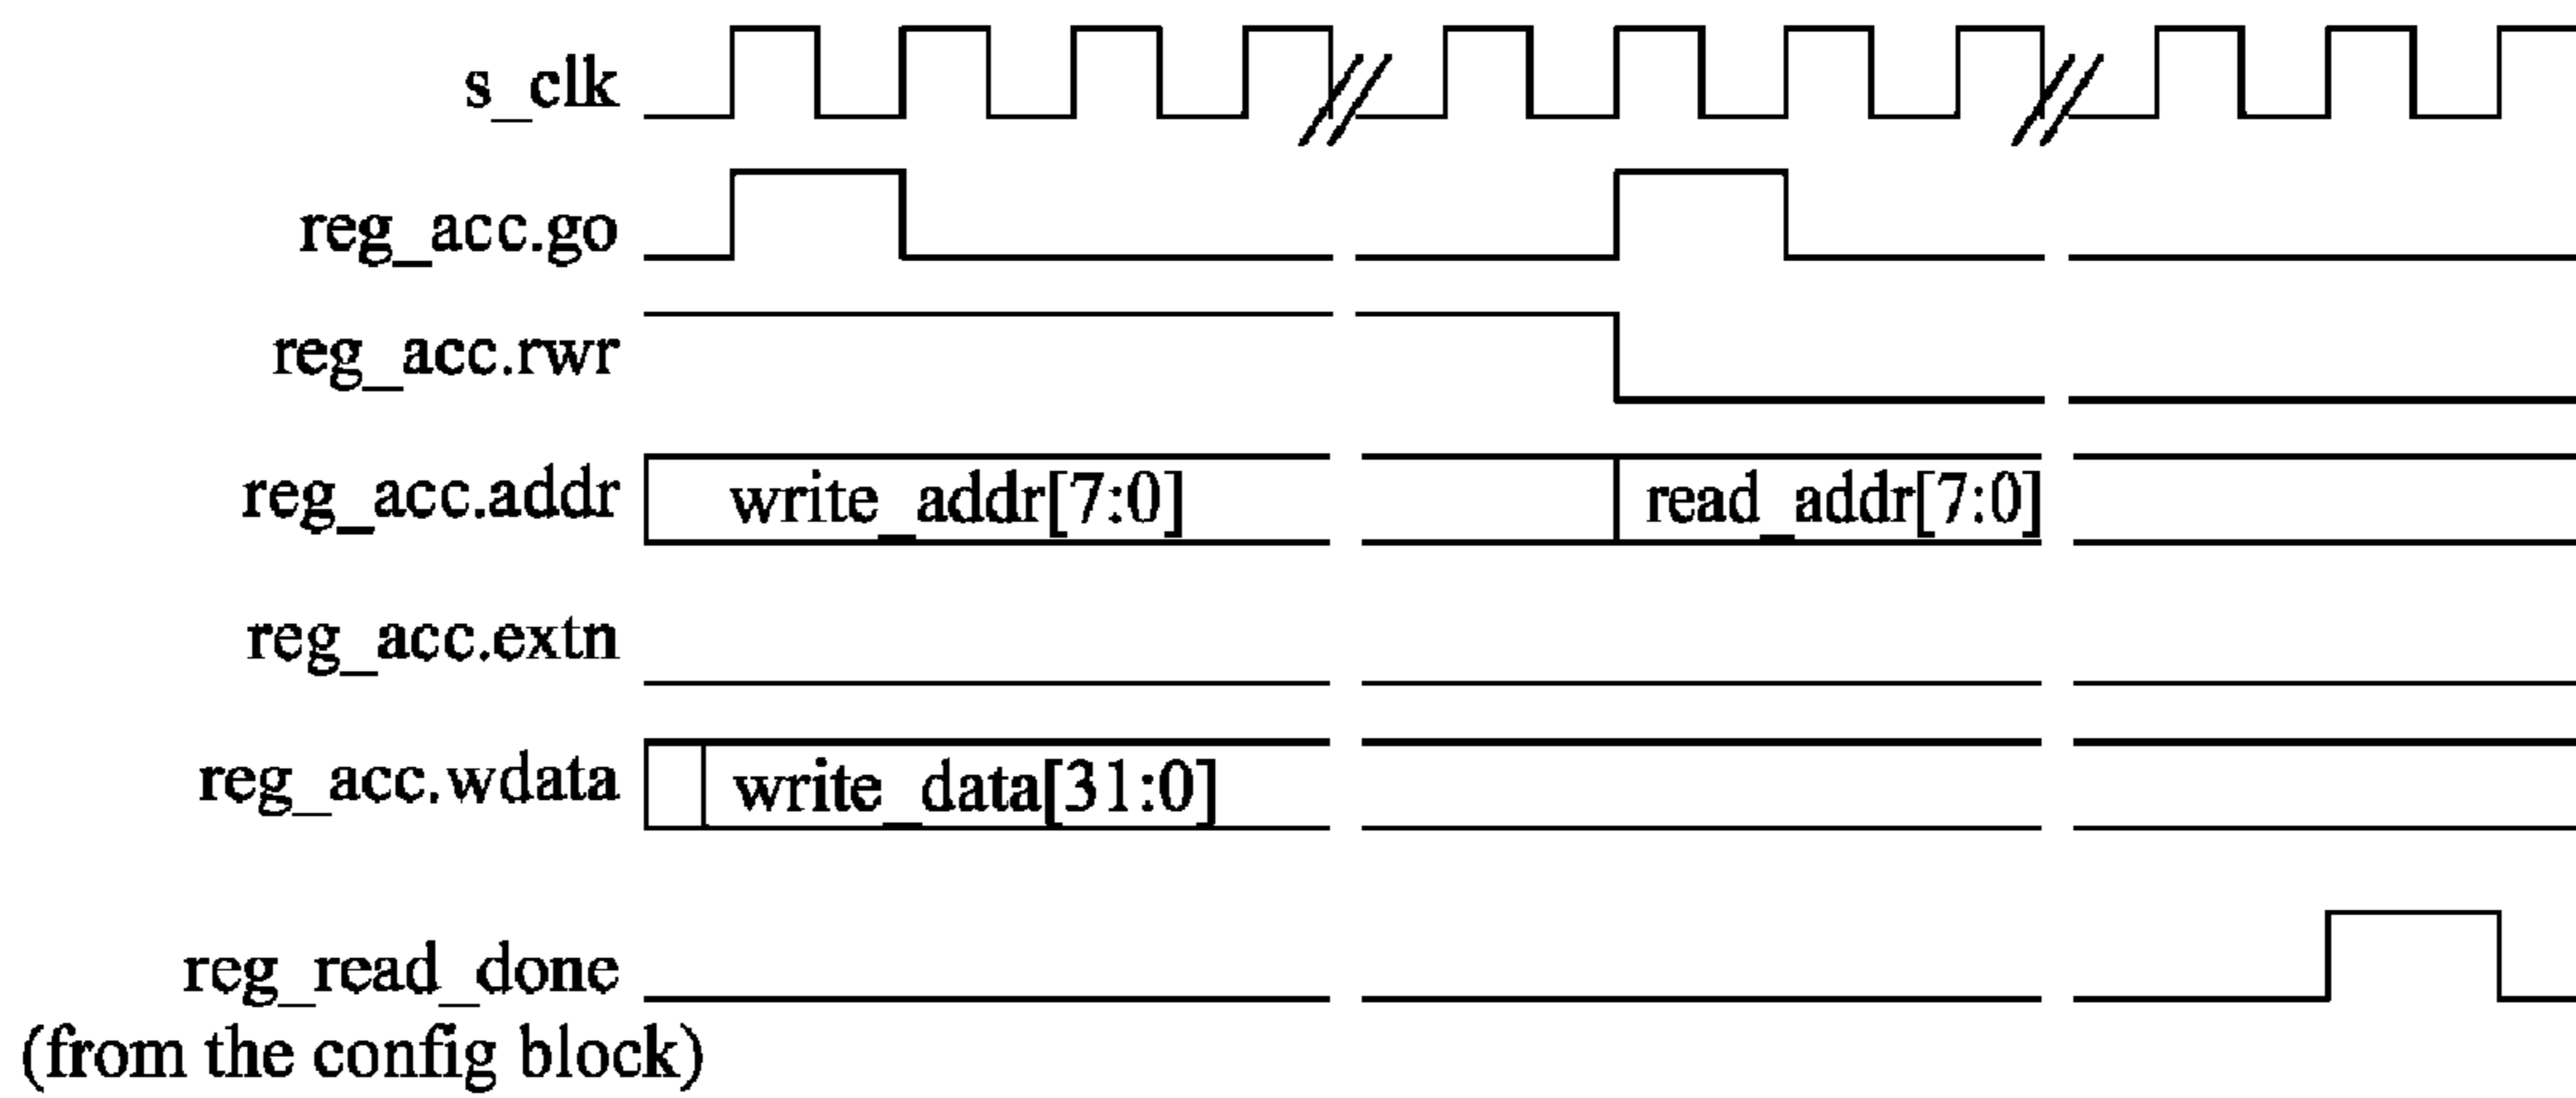 s_clk
reg_acc.go
reg_acc.rwr
reg_acc.addr write_addr[7:0] read_addr[7:0]
reg_acc.extn
reg_acc.wdata write_data[31:0]
reg_read_done
(from the config block)